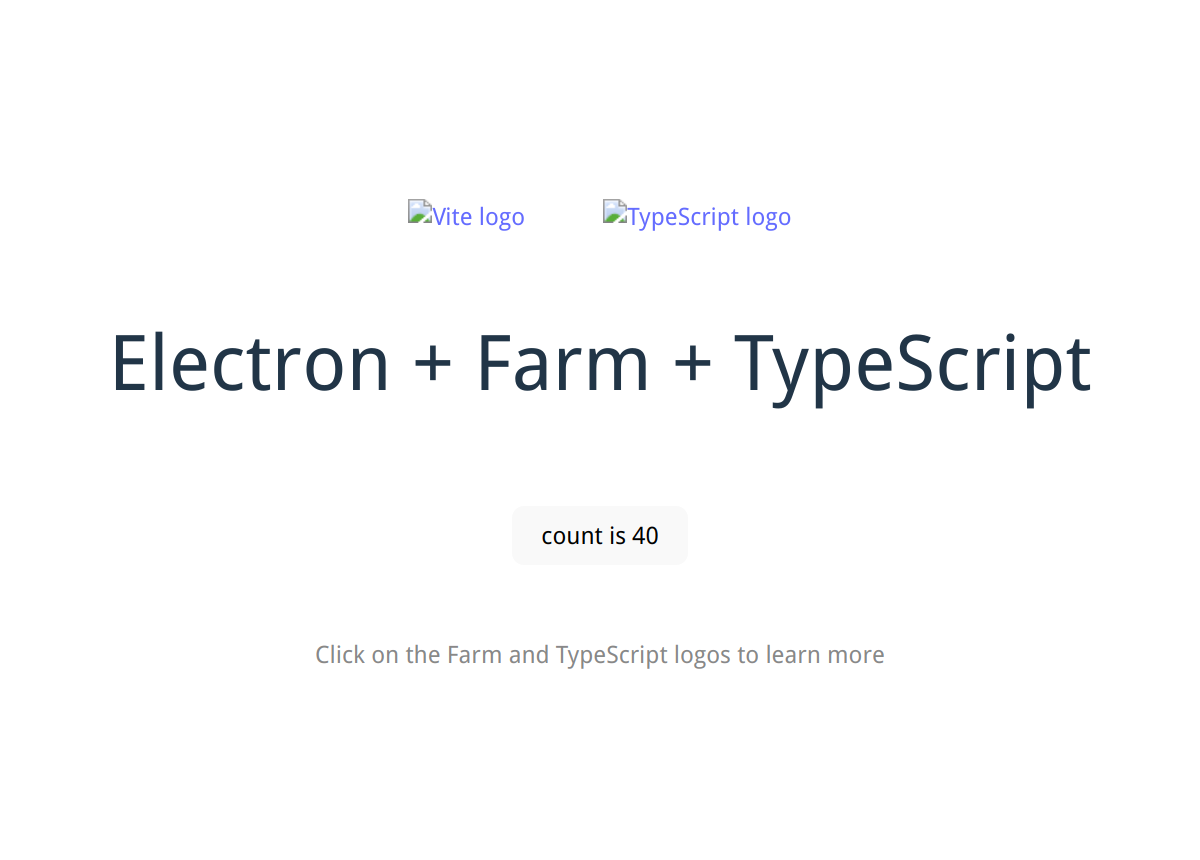 Vite logo TypeScript logo
Electron + Farm + TypeScript
count is 40
Click on the Farm and TypeScript logos to learn more